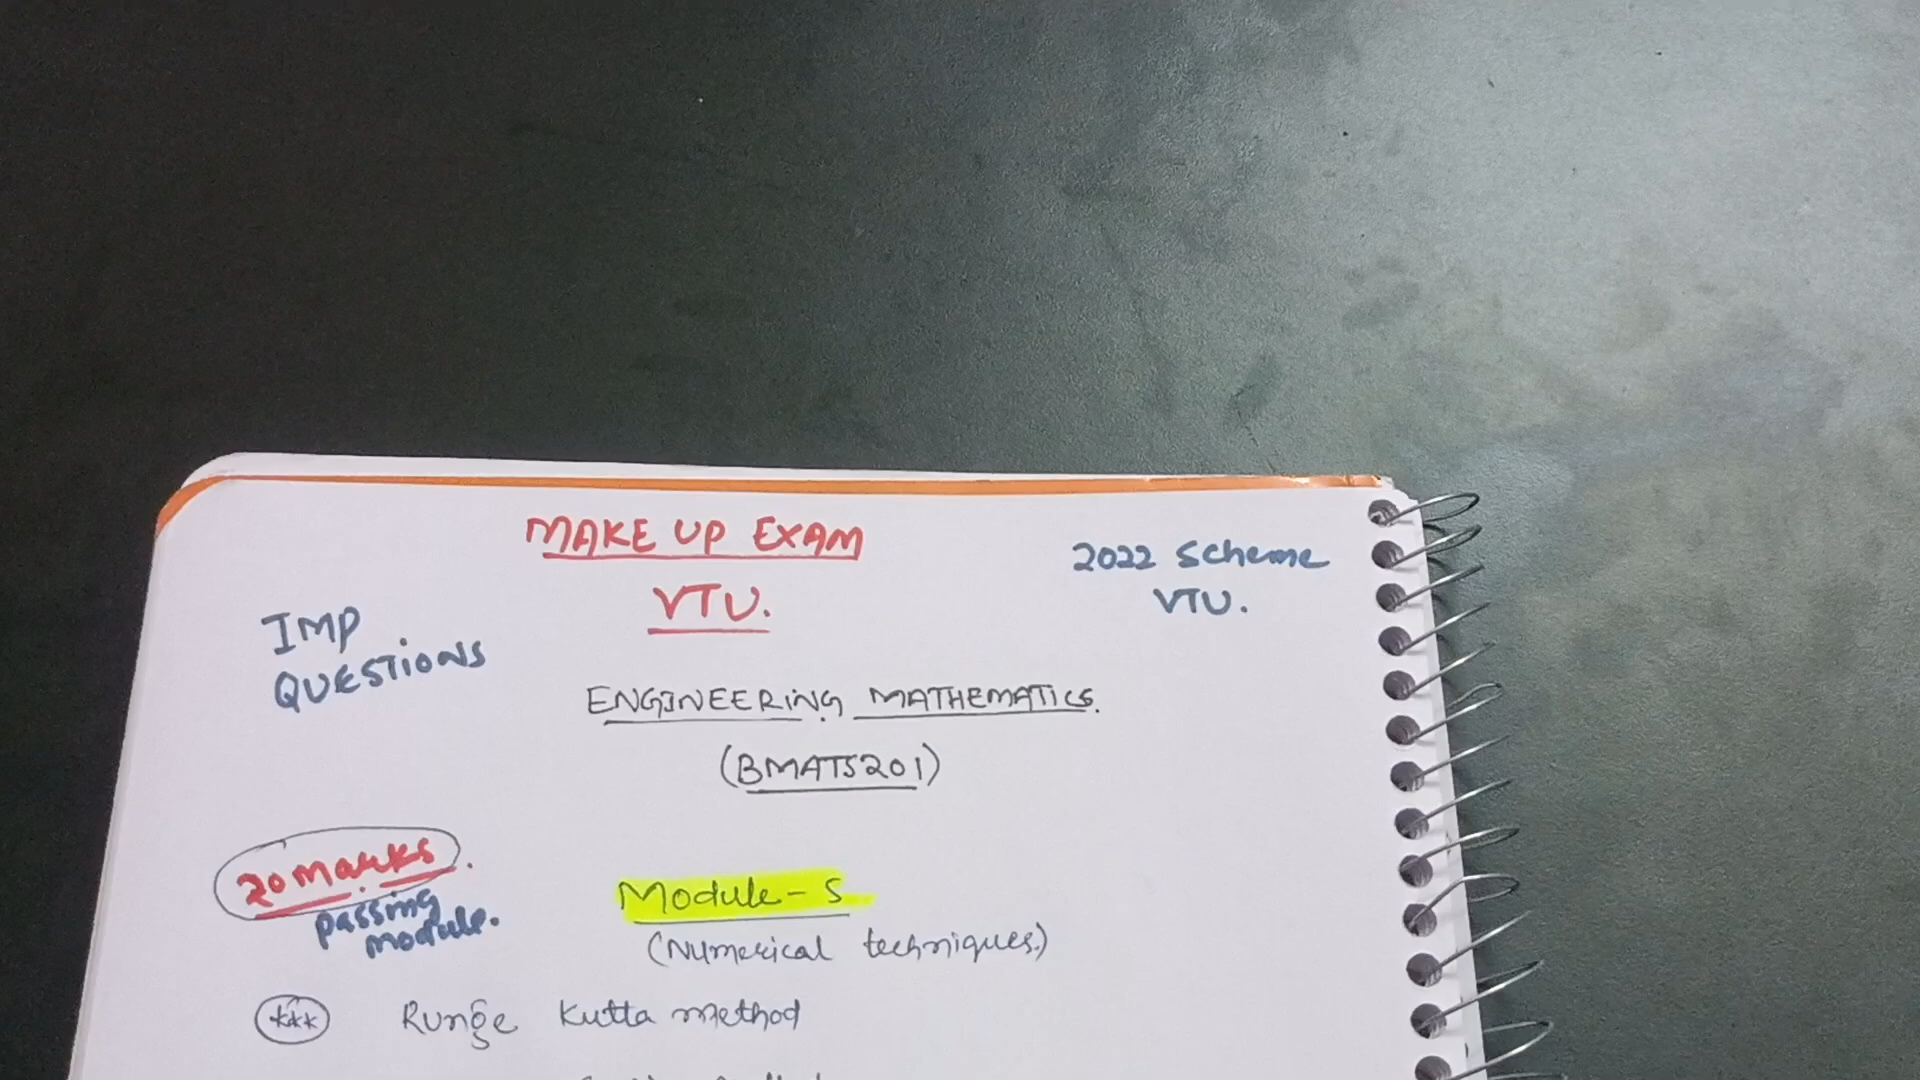 MAKE UP EXAM
VTU.
2022 Scheme
VTU.
IMP
QUESTIONS
ENGINEERING MATHEMATICS.
(BMATS201)
20 marks.
passing
module.
Module - 5
(Numerical techniques)
*** Runge Kutta method